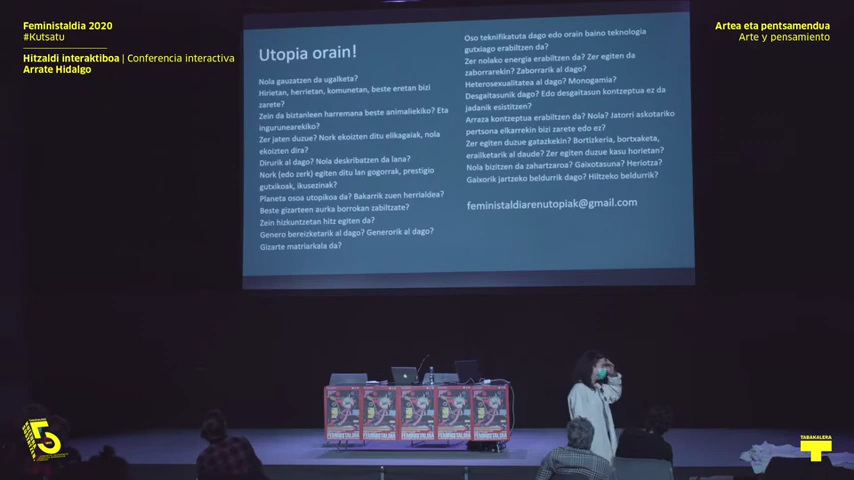 Feministaldia 2020
#Kutsatu
Hitzaldi interaktiboa | Conferencia interactiva
Arrate Hidalgo
Artea eta pentsamendua
Arte y pensamiento
Utopia orain!
Nola gauzatzen da ugalketa?
Hirietan, herrietan, komunetan, beste eretan bizi
zarete?
Zein da biztanleen harremana beste animaliekiko? Eta
ingurunearekiko?
Zer jaten duzue? Nork ekoizten ditu elikagaiak, nola
ekoizten dira?
Dirurik al dago? Nola deskribatzen da lana?
Nork (edo zerk) egiten ditu lan gogorrak, prestigio
gutxikoak, ikusezinak?
Planeta osoa utopikoa da? Bakarrik zuen herrialdea?
Beste gizarteen aurka borrokan zabiltzate?
Zein hizkuntzetan hitz egiten da?
Genero bereizketarik al dago? Generorik al dago?
Gizarte matriarkala da?
Oso teknifikatuta dago edo orain baino teknologia
gutxiago erabiltzen da?
Zer nolako energia erabiltzen da? Zer egiten da
zaborrarekin? Zaborrarik al dago?
Heterosexualitatea al dago? Monogamia?
Desgaitasunik dago? Edo desgaitasun kontzeptua ez da
jadanik esistitzen?
Arraza kontzeptua erabiltzen da? Nola? Jatorri askotariko
pertsona elkarrekin bizi zarete edo ez?
Zer egiten duzue gatazkekin? Bortizkeria, bortxaketa,
erailketarik al daude? Zer egiten duzue kasu horietan?
Nola bizitzen da zahartzaroa? Gaixotasuna? Heriotza?
Gaixorik jartzeko beldurrik dago? Hiltzeko beldurrik?
feministaldiarenutopiak@gmail.com
TABAKALERA